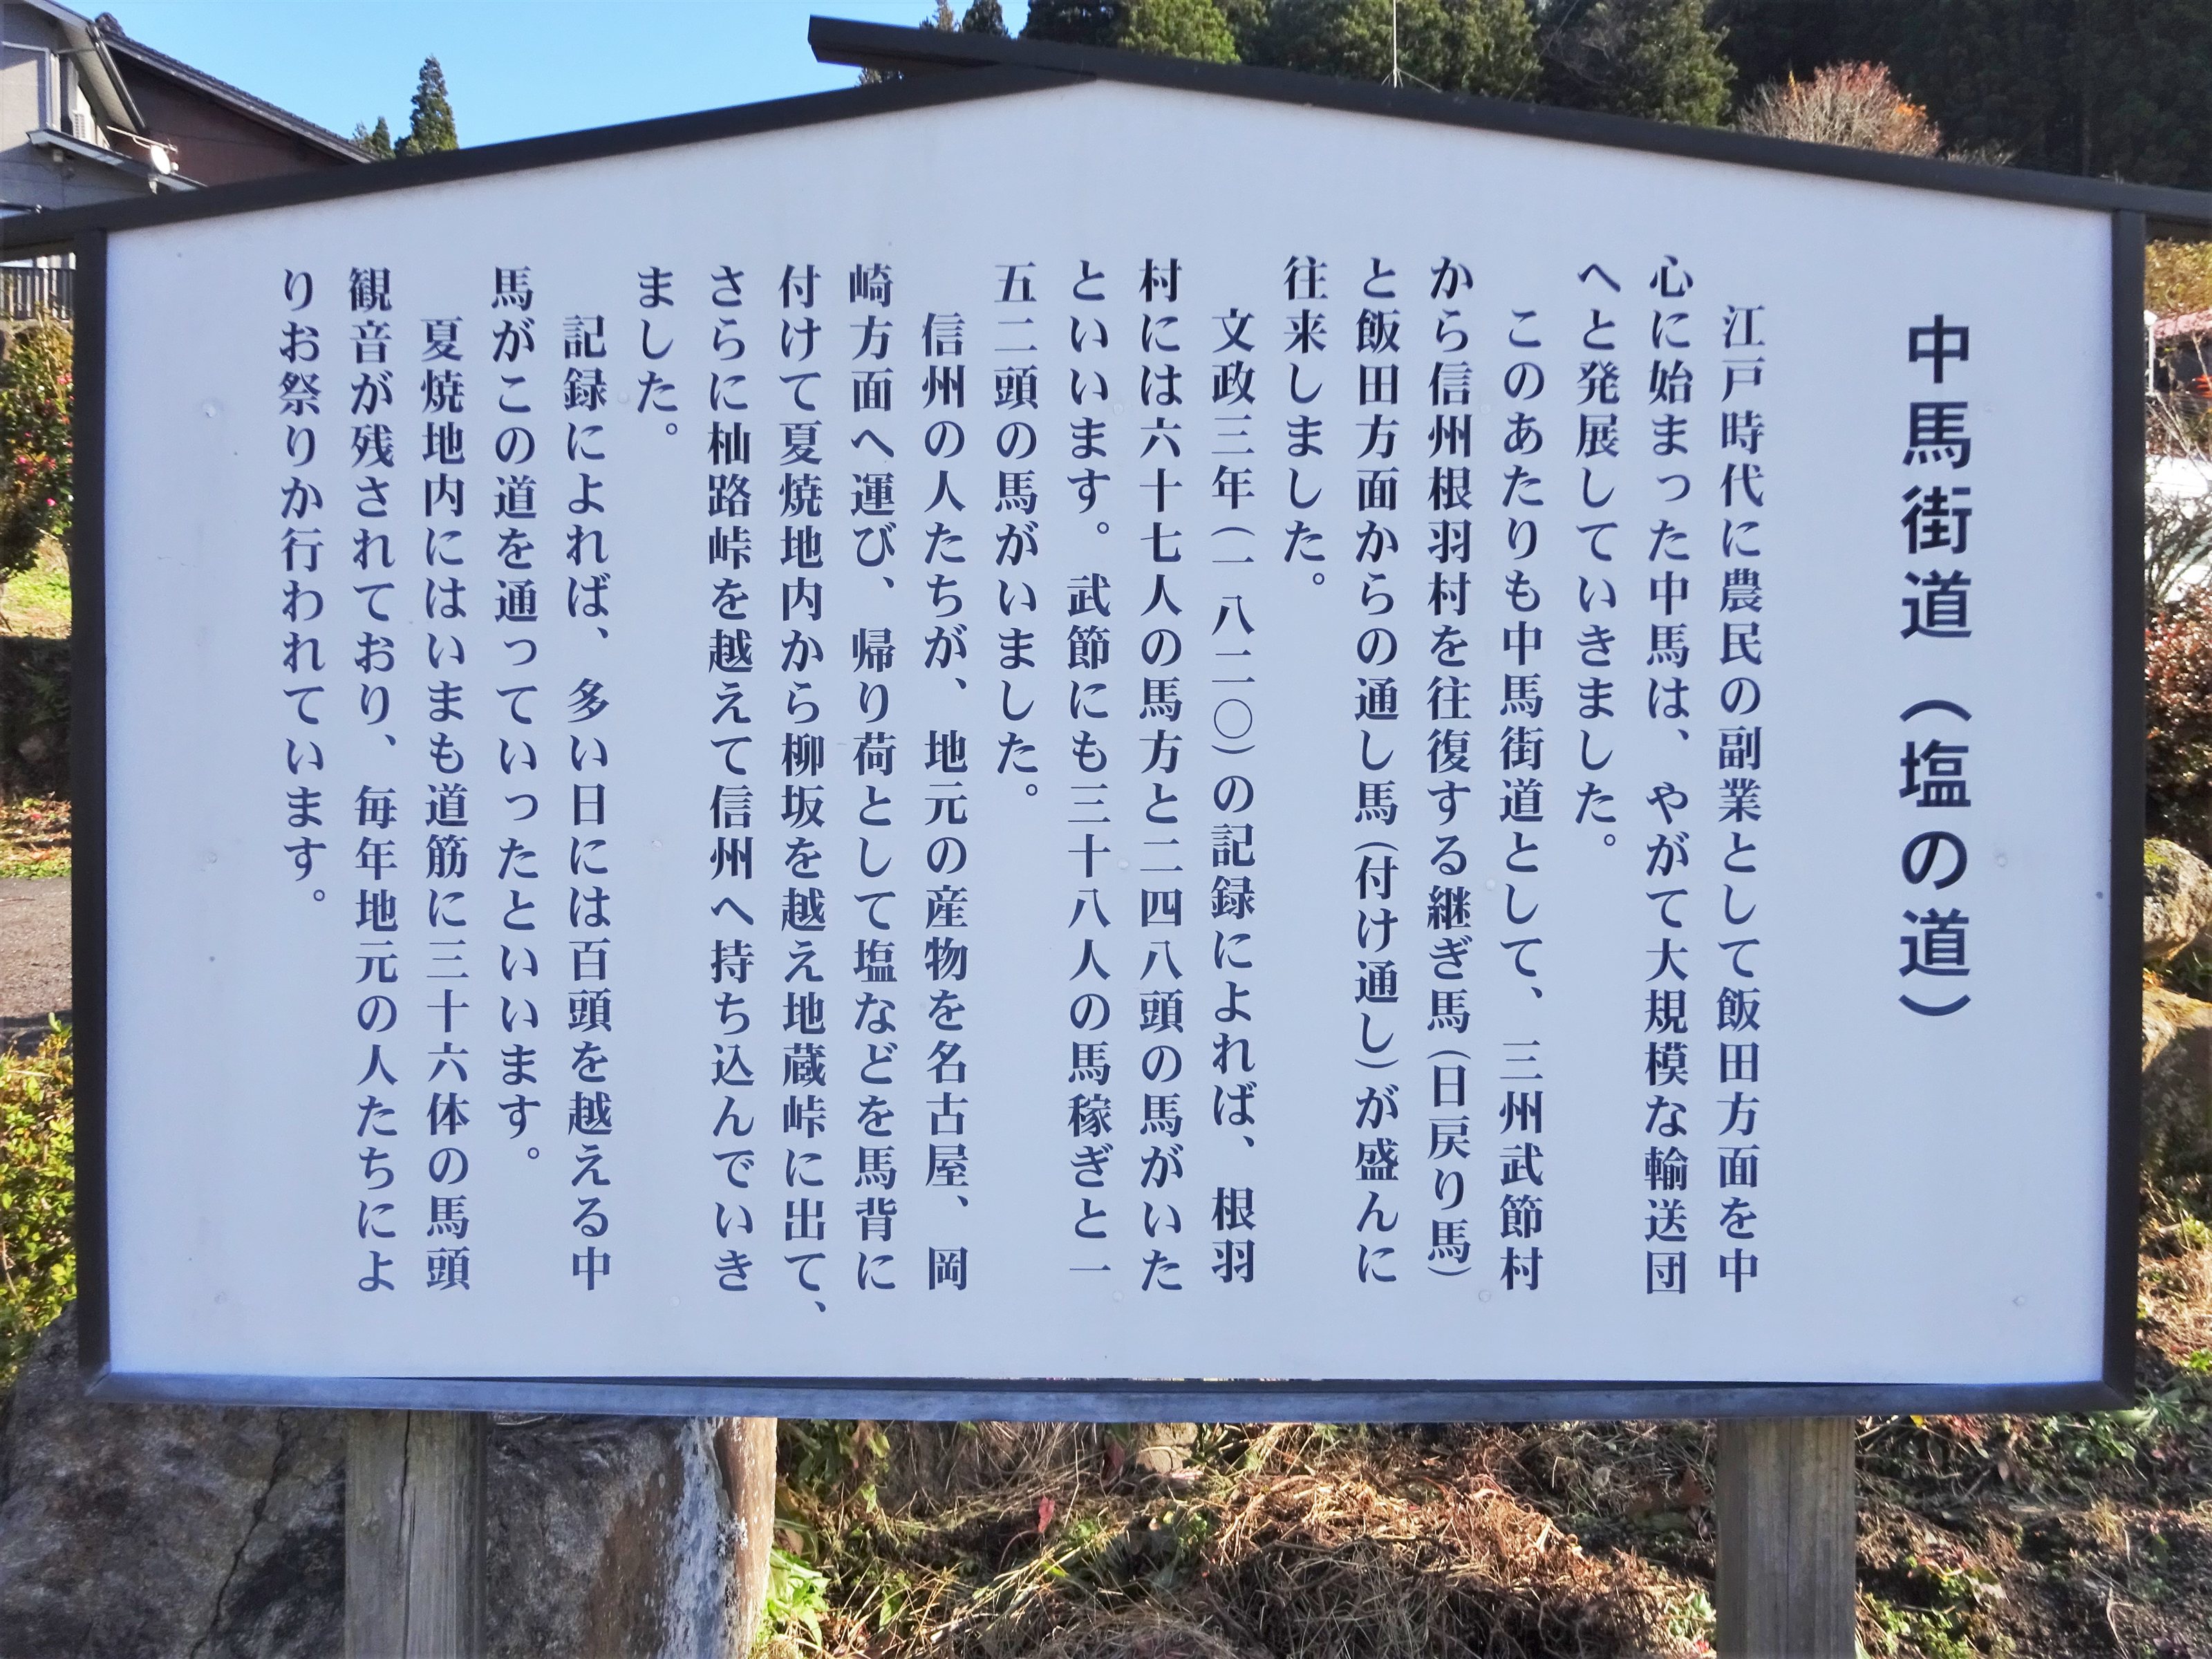 中馬街道（塩の道）
江戸時代に農民の副業として飯田方面を中
心に始まった中馬は、やがて大規模な輸送団
へと発展していきました。
このあたりも中馬街道として、三州武節村
から信州根羽村を往復する継ぎ馬（日戻り馬）
と飯田方面からの通し馬（付け通し）が盛んに
往来しました。
文政三年（一八二〇）の記録によれば、根羽
村には六十七人の馬方と二四八頭の馬がいた
といいます。武節にも三十八人の馬稼ぎと一
五二頭の馬がいました。
信州の人たちが、地元の産物を名古屋、岡
崎方面へ運び、帰り荷として塩などを馬背に
付けて夏焼地内から柳坂を越え地蔵峠に出て、
さらに杣路峠を越えて信州へ持ち込んでいき
ました。
記録によれば、多い日には百頭を越える中
馬がこの道を通っていったといいます。
夏焼地内にはいまも道筋に三十六体の馬頭
観音が残されており、毎年地元の人たちによ
りお祭りか行われています。